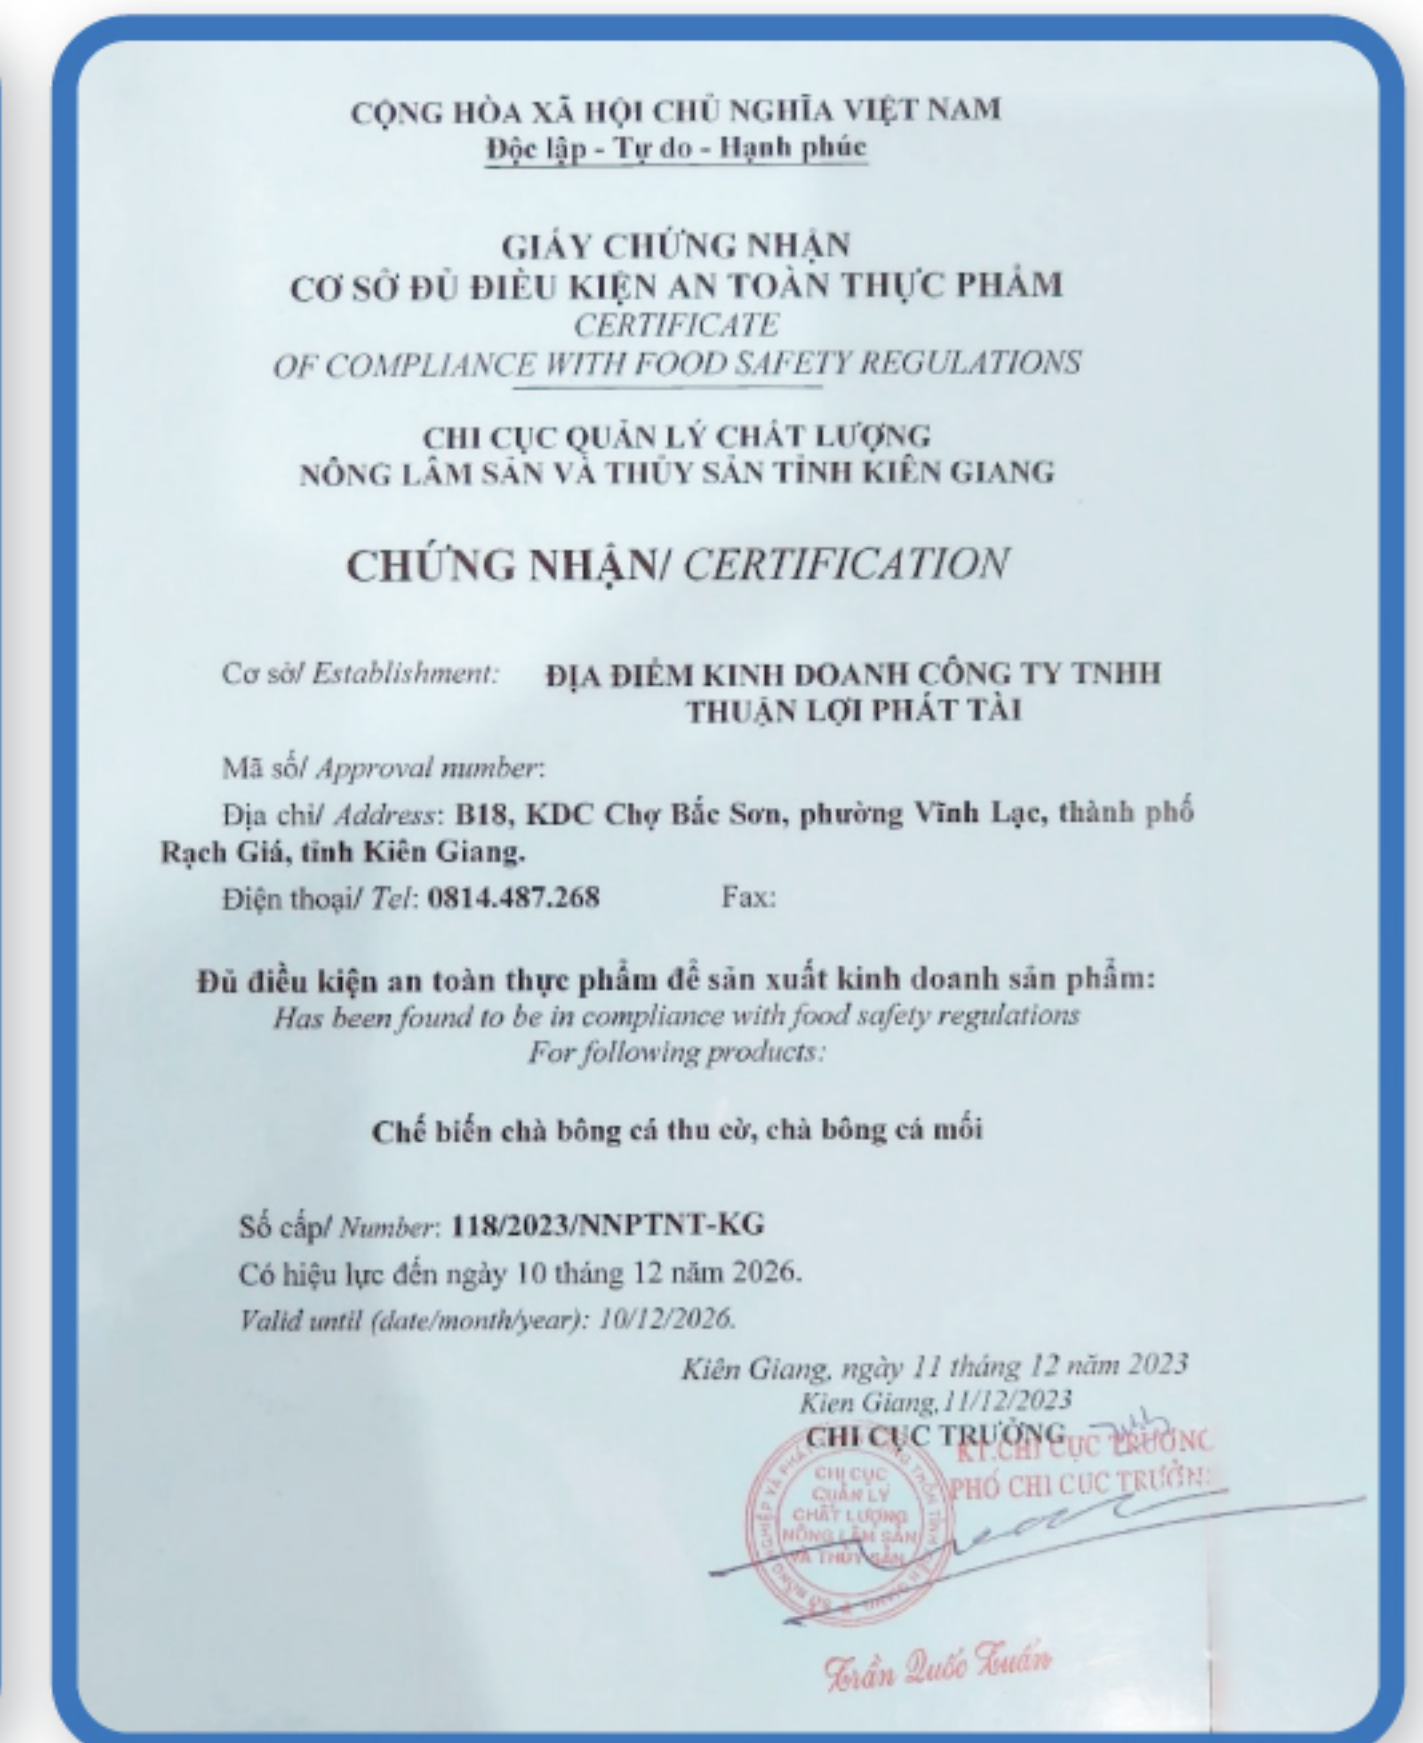 CỘNG HÒA XÃ HỘI CHỦ NGHĨA VIỆT NAM
Độc lập - Tự do - Hạnh phúc
GIẤY CHỨNG NHẬN
CƠ SỞ ĐỦ ĐIỀU KIỆN AN TOÀN THỰC PHẨM
CERTIFICATE
OF COMPLIANCE WITH FOOD SAFETY REGULATIONS
CHI CỤC QUẢN LÝ CHẤT LƯỢNG
NÔNG LÂM SẢN VÀ THỦY SẢN TỈNH KIÊN GIANG
CHỨNG NHẬN/ CERTIFICATION
Cơ sở/ Establishment: ĐỊA ĐIỂM KINH DOANH CÔNG TY TNHH
THUẬN LỢI PHÁT TÀI
Mã số/ Approval number:
Địa chỉ/ Address: B18, KDC Chợ Bắc Sơn, phường Vĩnh Lạc, thành phố
Rạch Giá, tỉnh Kiên Giang.
Điện thoại/ Tel: 0814.487.268 Fax:
Đủ điều kiện an toàn thực phẩm để sản xuất kinh doanh sản phẩm:
Has been found to be in compliance with food safety regulations
For following products:
Chế biến chà bông cá thu cờ, chà bông cá mối
Số cấp/ Number: 118/2023/NNPTNT-KG
Có hiệu lực đến ngày 10 tháng 12 năm 2026.
Valid until (date/month/year): 10/12/2026.
Kiên Giang, ngày 11 tháng 12 năm 2023
Kien Giang, 11/12/2023
CHI CỤC TRƯỞNG
KT.CHI CỤC TRƯỞNG
PHÓ CHI CỤC TRƯỞNG
CHI CỤC
QUẢN LÝ
CHẤT LƯỢNG
NÔNG LÂM SẢN
VÀ THỦY SẢN
Trần Quốc Tuấn